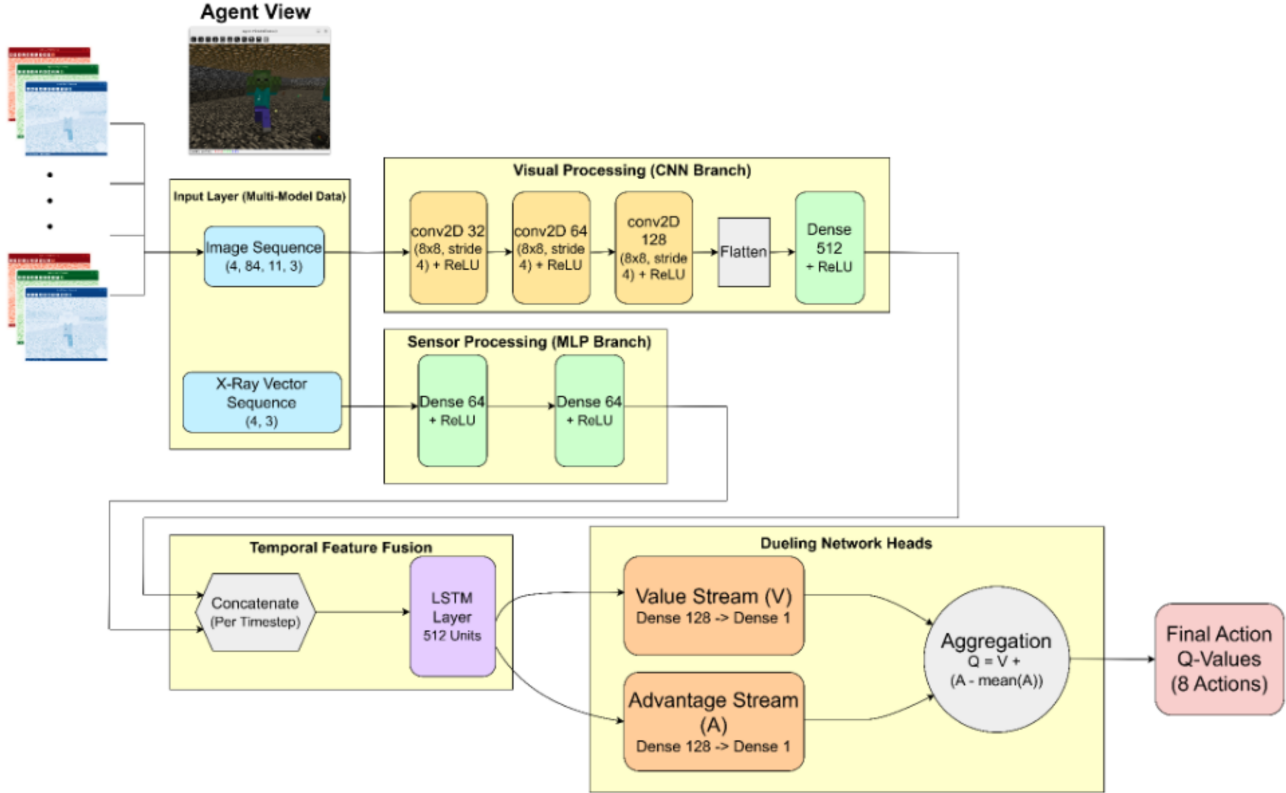 Agent View
Input Layer (Multi-Model Data)
Image Sequence
(4, 84, 11, 3)
X-Ray Vector
Sequence
(4, 3)
Visual Processing (CNN Branch)
conv2D 32
(8x8, stride
4) + ReLU
conv2D 64
(8x8, stride
4) + ReLU
conv2D
128
(8x8, stride
4) + ReLU
Flatten
Dense
512
+ ReLU
Sensor Processing (MLP Branch)
Dense 64
+ ReLU
Dense 64
+ ReLU
Temporal Feature Fusion
Concatenate
(Per Timestep)
LSTM
Layer
512 Units
Dueling Network Heads
Value Stream (V)
Dense 128 -> Dense 1
Advantage Stream
(A)
Dense 128 -> Dense 1
Aggregation
Q = V +
(A - mean(A))
Final Action
Q-Values
(8 Actions)